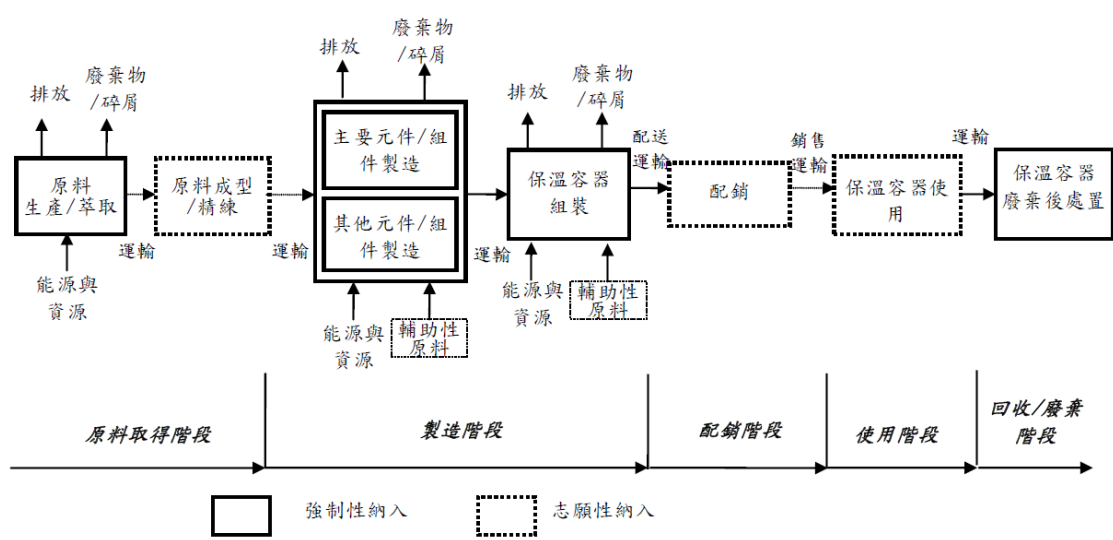 排放
廢棄物
/碎屑
排放
廢棄物
/碎屑
排放
廢棄物
/碎屑
原料
生產/萃取
運輸
原料成型
/精練
運輸
主要元件/組
件製造
其他元件/組
件製造
運輸
保溫容器
組裝
配送
運輸
配銷
銷售
運輸
保溫容器使
用
運輸
保溫容器
廢棄後處置
能源與
資源
能源與
資源
輔助性
原料
能源與
資源
輔助性
原料
原料取得階段
製造階段
配銷階段
使用階段
回收/廢棄
階段
強制性納入
志願性納入